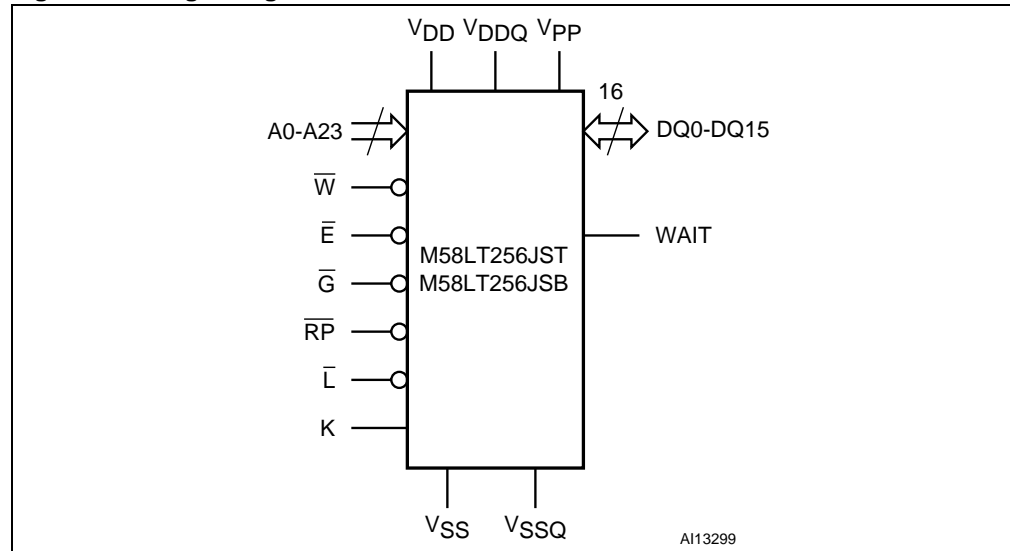 VDD VDDQ VPP
16
A0-A23
DQ0-DQ15
W
E
WAIT
M58LT256JST
G
M58LT256JSB
RP
L
K
VSS VSSQ
AI13299